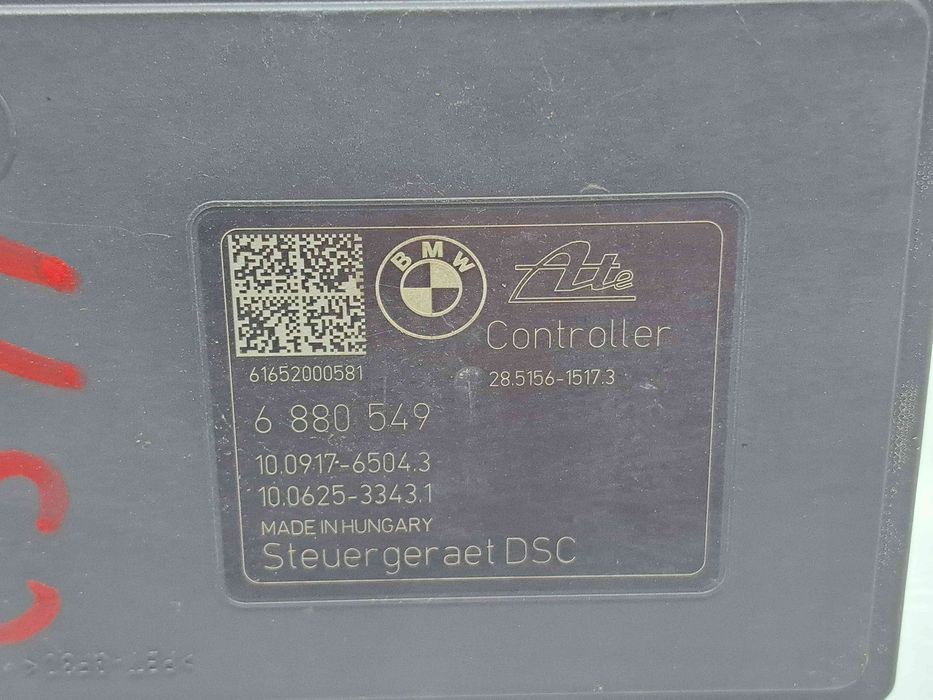 BMW
Ate
Controller
61652000581
28.5156-1517.3
6 880 549
10.0917-6504.3
10.0625-3343.1
MADE IN HUNGARY
Steuergeraet DSC